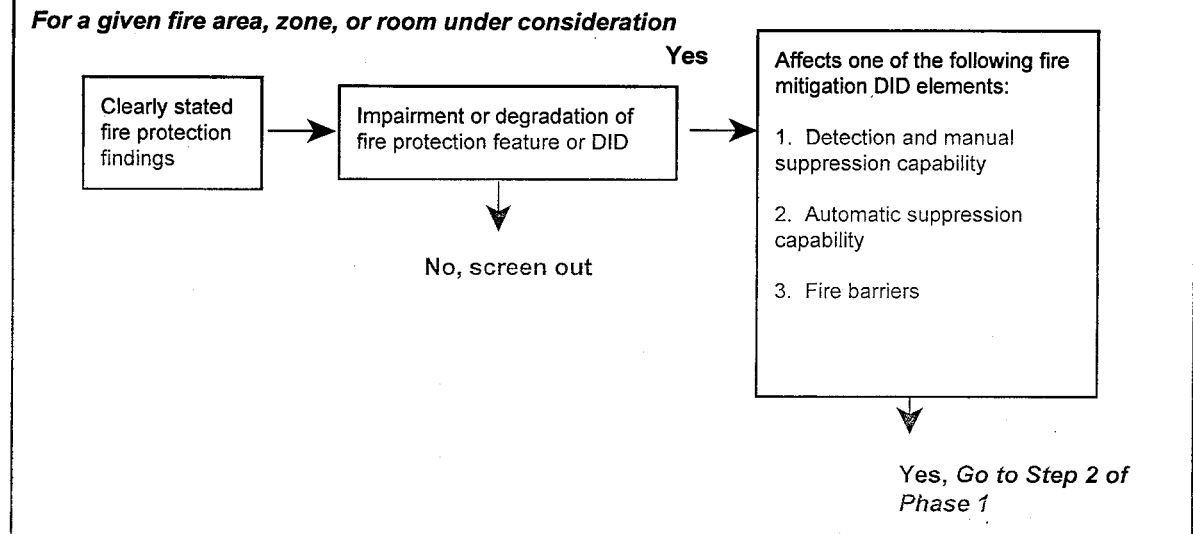 For a given fire area, zone, or room under consideration
Yes
Clearly stated
fire protection
findings
Impairment or degradation of
fire protection feature or DID
No, screen out
Affects one of the following fire
mitigation DID elements:
1. Detection and manual
suppression capability
2. Automatic suppression
capability
3. Fire barriers
Yes, Go to Step 2 of
Phase 1